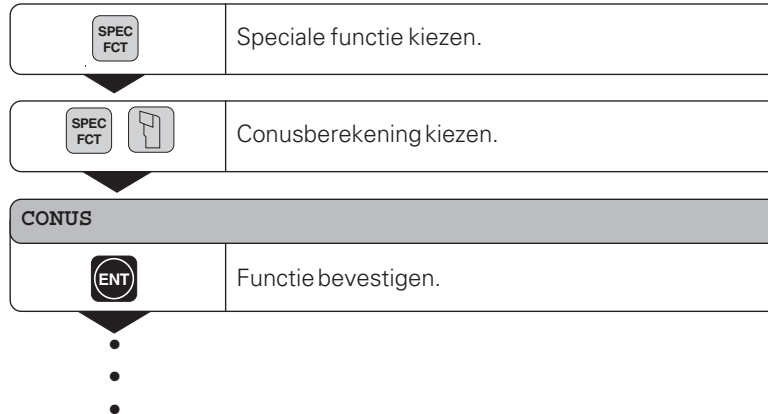 SPEC
FCT
Speciale functie kiezen.
SPEC
FCT
Conusberekening kiezen.
CONUS
ENT
Functie bevestigen.